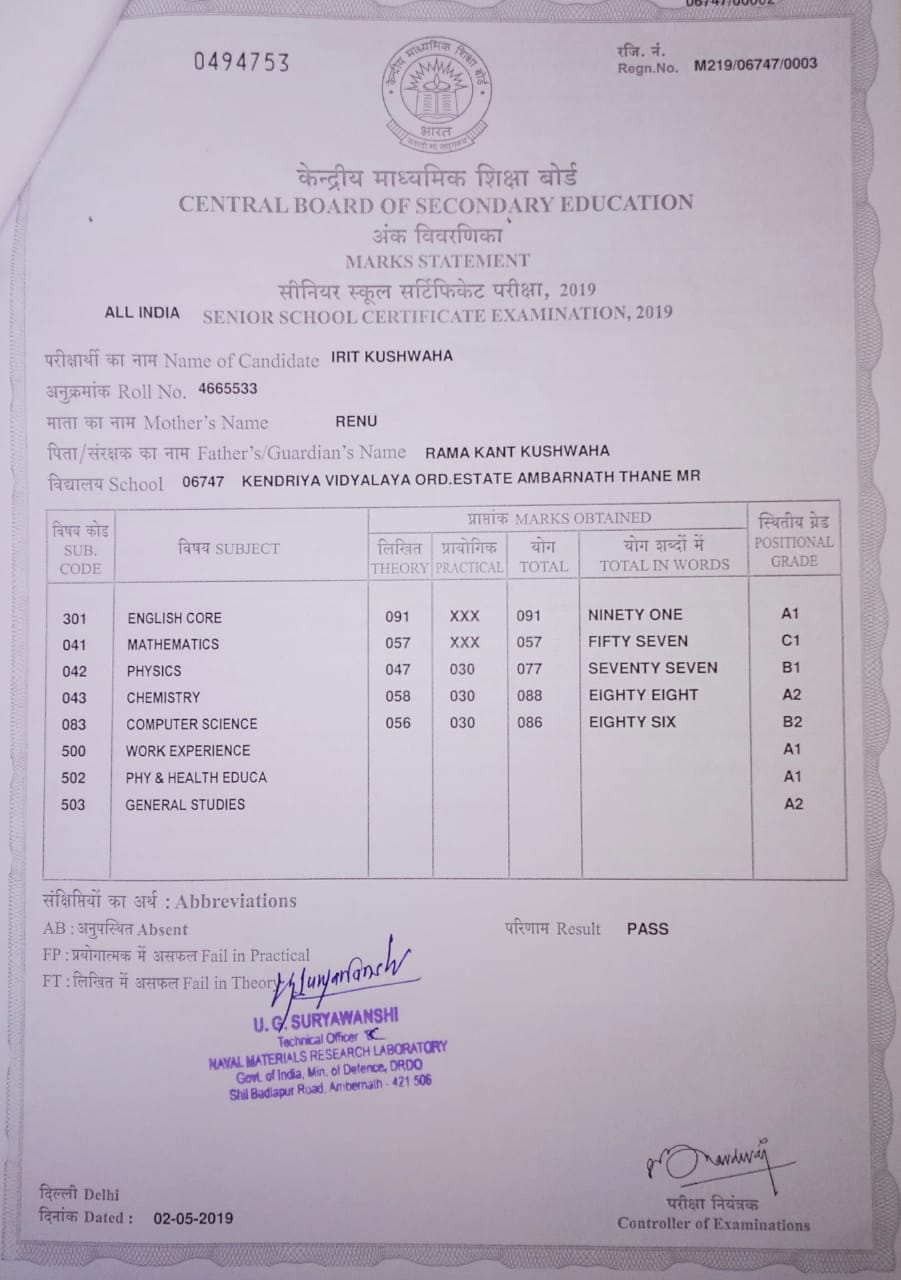 0494753
रजि. नं.
Regn.No. M219/06747/0003
केन्द्रीय माध्यमिक शिक्षा बोर्ड
भारत
केन्द्रीय माध्यमिक शिक्षा बोर्ड
CENTRAL BOARD OF SECONDARY EDUCATION
अंक विवरणिका
MARKS STATEMENT
सीनियर स्कूल सर्टिफिकेट परीक्षा, 2019
ALL INDIA SENIOR SCHOOL CERTIFICATE EXAMINATION, 2019
परीक्षार्थी का नाम Name of Candidate IRIT KUSHWAHA
अनुक्रमांक Roll No. 4665533
माता का नाम Mother's Name RENU
पिता/संरक्षक का नाम Father's/Guardian's Name RAMA KANT KUSHWAHA
विद्यालय School 06747 KENDRIYA VIDYALAYA ORD.ESTATE AMBARNATH THANE MR
विषय कोड SUB. CODE
विषय SUBJECT
प्राप्तांक MARKS OBTAINED
लिखित THEORY
प्रायोगिक PRACTICAL
योग TOTAL
योग शब्दों में TOTAL IN WORDS
स्थितीय ग्रेड POSITIONAL GRADE
301 ENGLISH CORE 091 XXX 091 NINETY ONE A1
041 MATHEMATICS 057 XXX 057 FIFTY SEVEN C1
042 PHYSICS 047 030 077 SEVENTY SEVEN B1
043 CHEMISTRY 058 030 088 EIGHTY EIGHT A2
083 COMPUTER SCIENCE 056 030 086 EIGHTY SIX B2
500 WORK EXPERIENCE A1
502 PHY & HEALTH EDUCA A1
503 GENERAL STUDIES A2
संक्षिप्तियों का अर्थ : Abbreviations
AB : अनुपस्थित Absent
परिणाम Result PASS
FP : प्रयोगात्मक में असफल Fail in Practical
FT : लिखित में असफल Fail in Theory
U. G. SURYAWANSHI
Technical Officer
NAVAL MATERIALS RESEARCH LABORATORY
Govt. of India, Min. of Defence, DRDO
Shil Badlapur Road, Ambernath - 421 506
दिल्ली Delhi
दिनांक Dated : 02-05-2019
परीक्षा नियंत्रक
Controller of Examinations